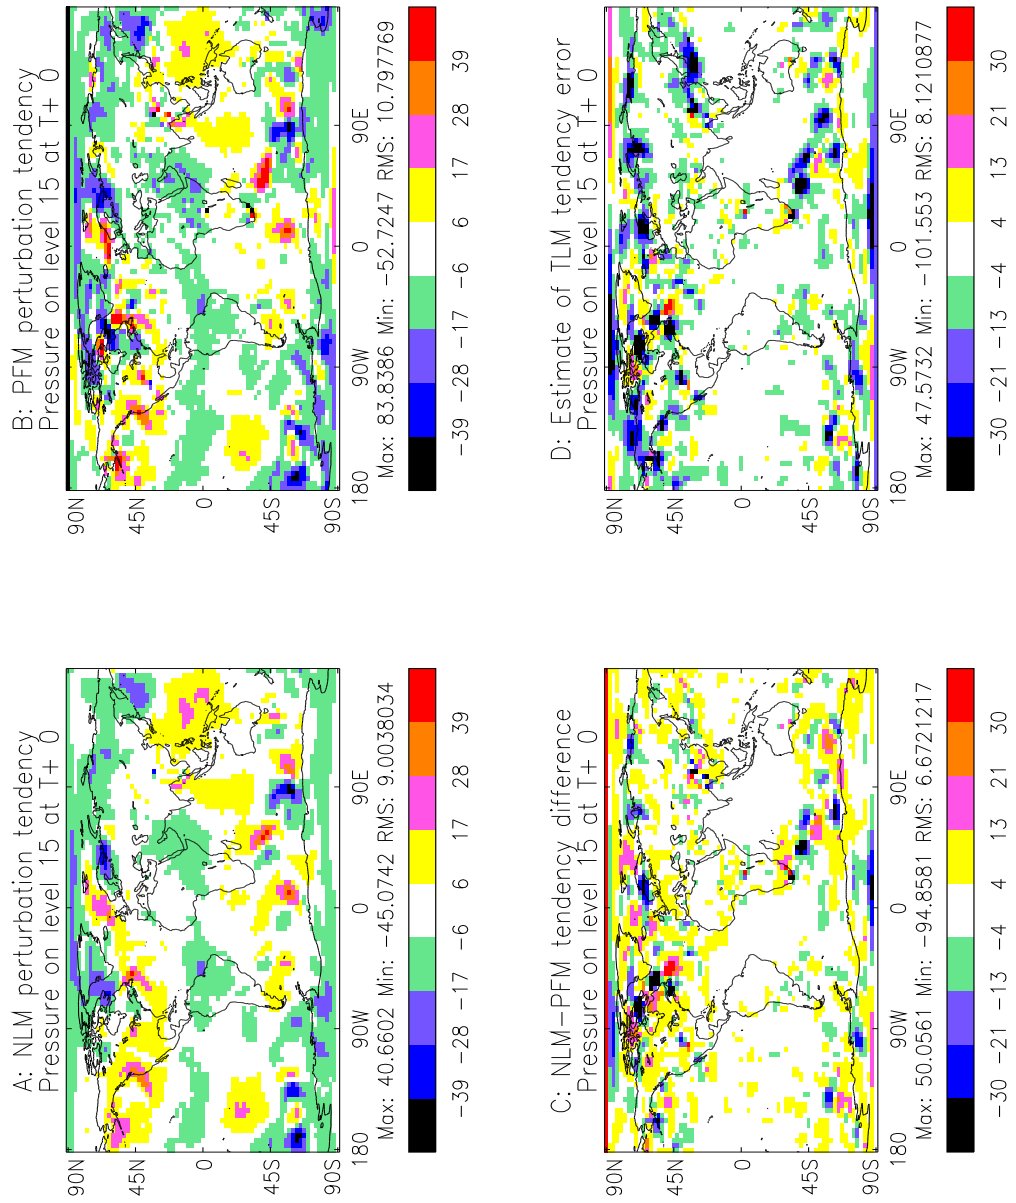 A: NLM perturbation tendency
Pressure on level 15 at T+ 0
90N
45N
0
45S
90S
180
90W
0
90E
Max: 40.6602 Min: -45.0742 RMS: 9.0038034
-39 -28 -17 -6 6 17 28 39
B: PFM perturbation tendency
Pressure on level 15 at T+ 0
90N
45N
0
45S
90S
180
90W
0
90E
Max: 83.8386 Min: -52.7247 RMS: 10.797769
-39 -28 -17 -6 6 17 28 39
C: NLM-PFM tendency difference
Pressure on level 15 at T+ 0
90N
45N
0
45S
90S
180
90W
0
90E
Max: 50.0561 Min: -94.8581 RMS: 6.6721217
-30 -21 -13 -4 4 13 21 30
D: Estimate of TLM tendency error
Pressure on level 15 at T+ 0
90N
45N
0
45S
90S
180
90W
0
90E
Max: 47.5732 Min: -101.553 RMS: 8.1210877
-30 -21 -13 -4 4 13 21 30